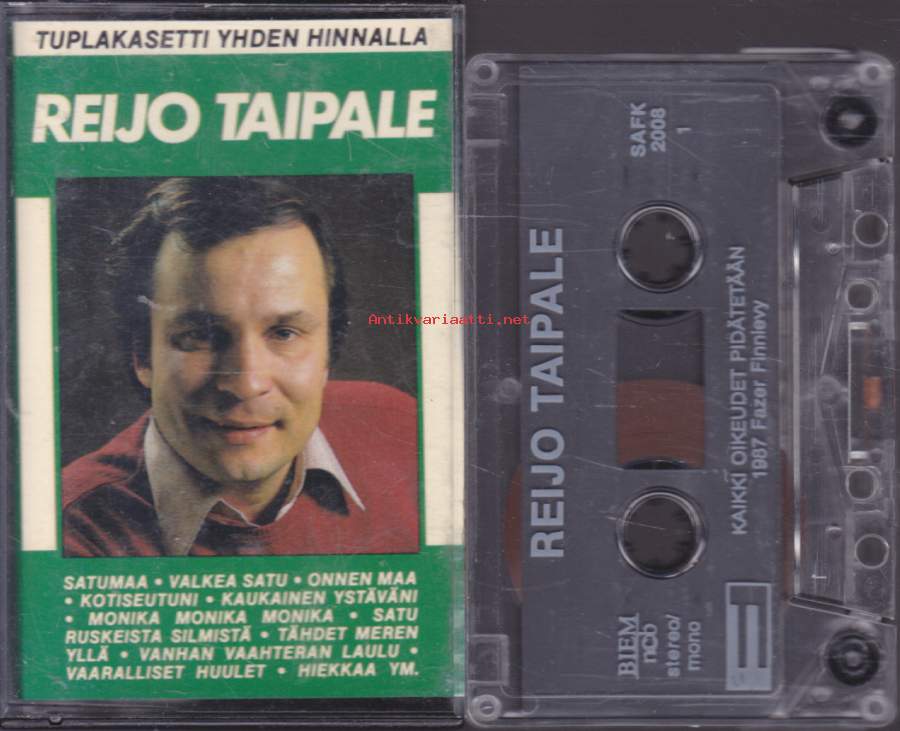 TUPLAKASETTI YHDEN HINNALLA
REIJO TAIPALE
SATUMAA • VALKEA SATU • ONNEN MAA
• KOTISEUTUNI • KAUKAINEN YSTÄVÄNI
• MONIKA MONIKA MONIKA • SATU
RUSKEISTA SILMISTÄ • TÄHDET MEREN
YLLÄ • VANHAN VAAHTERAN LAULU •
VAARALLISET HUULET • HIEKKAA YM.
Antikvariaatti.net
REIJO TAIPALE
SAFK
2008
1
BIEM
ncb
stereo/
mono
KAIKKI OIKEUDET PIDÄTETÄÄN
1987 Fazer Finnlevy